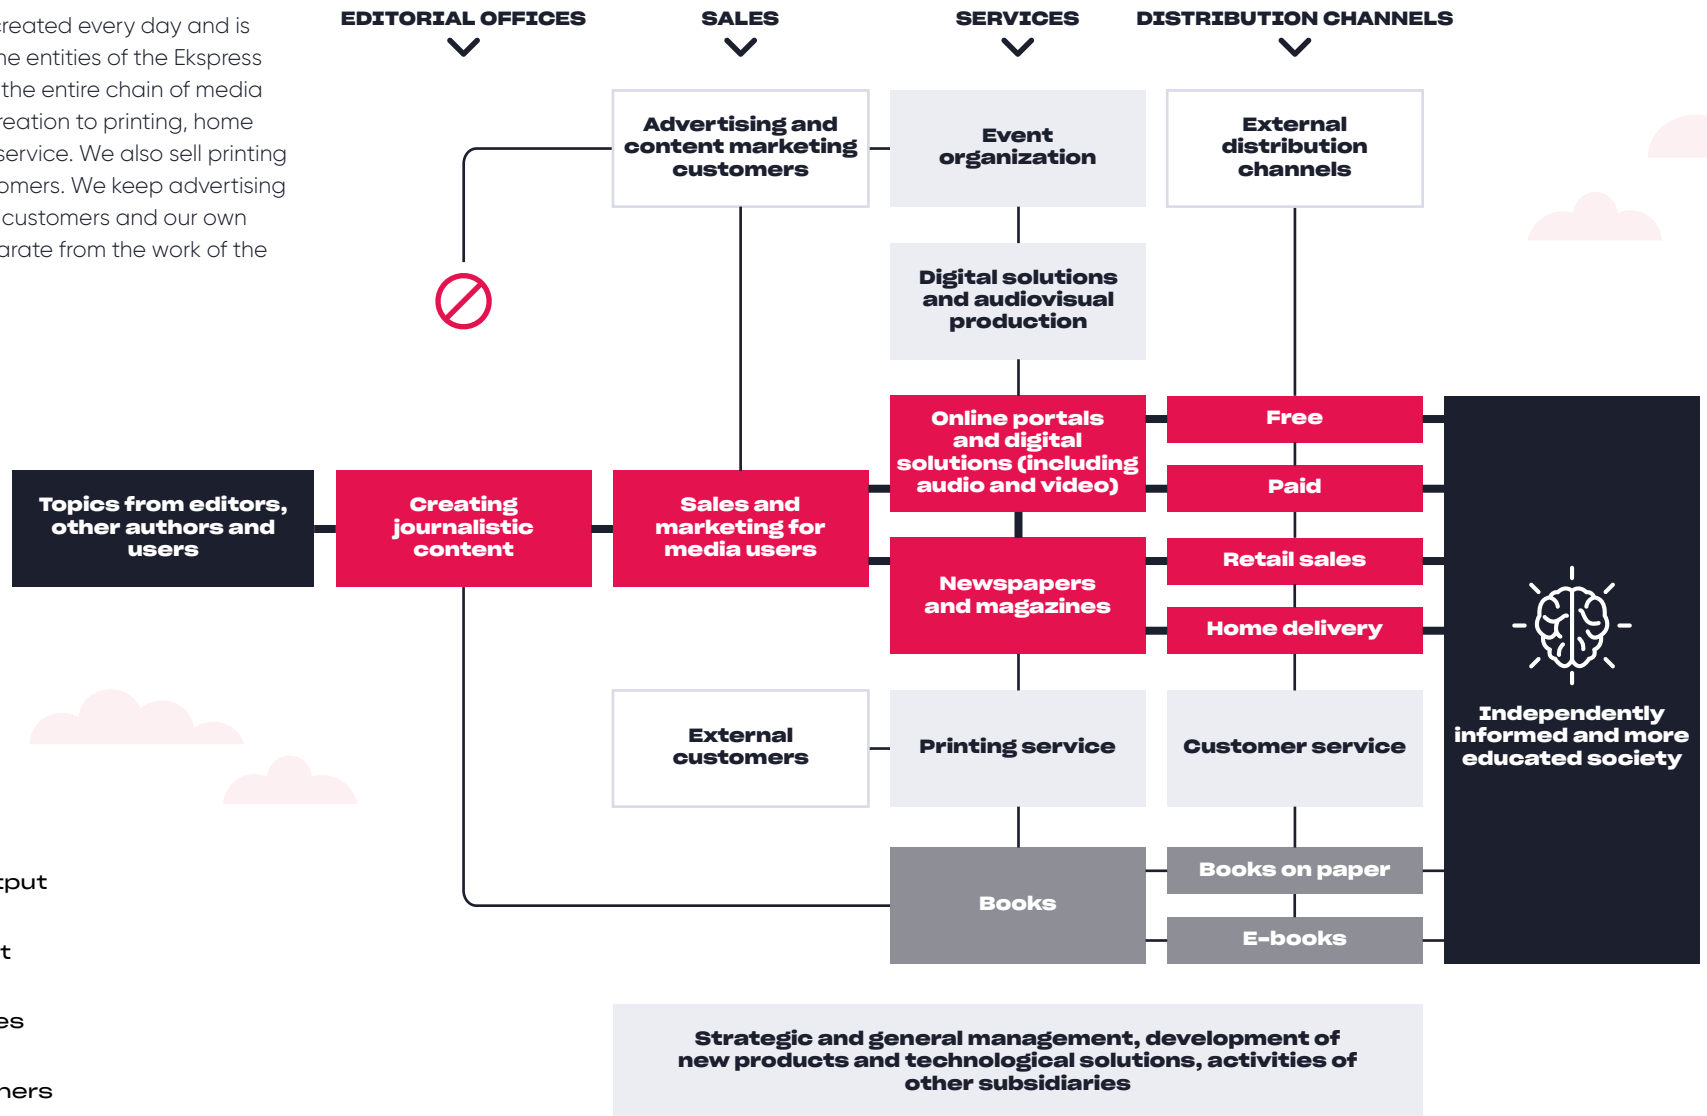 created every day and is
ne entities of the Ekspress
the entire chain of media
reation to printing, home
service. We also sell printing
omers. We keep advertising
customers and our own
arate from the work of the
EDITORIAL OFFICES
SALES
SERVICES
DISTRIBUTION CHANNELS
Advertising and
content marketing
customers
Event
organization
External
distribution
channels
Digital solutions
and audiovisual
production
Online portals
and digital
solutions (including
audio and video)
Free
Paid
Topics from editors,
other authors and
users
Creating
journalistic
content
Sales and
marketing for
media users
Newspapers
and magazines
Retail sales
Home delivery
Independently
informed and more
educated society
External
customers
Printing service
Customer service
Books
Books on paper
E-books
tput
t
es
ners
Strategic and general management, development of
new products and technological solutions, activities of
other subsidiaries